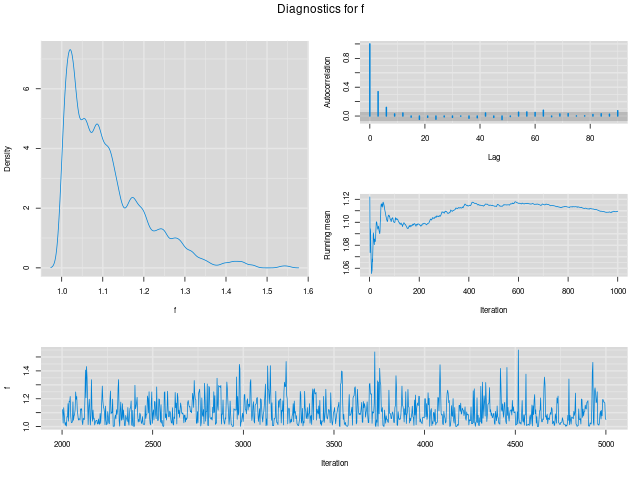 Diagnostics for f
Density
0
2
4
6
1.0 1.1 1.2 1.3 1.4 1.5 1.6
f
Autocorrelation
0.0 0.4 0.8
0 20 40 60 80
Lag
Running mean
1.06 1.08 1.10 1.12
0 200 400 600 800 1000
Iteration
f
1.0 1.2 1.4
2000 2500 3000 3500 4000 4500 5000
Iteration